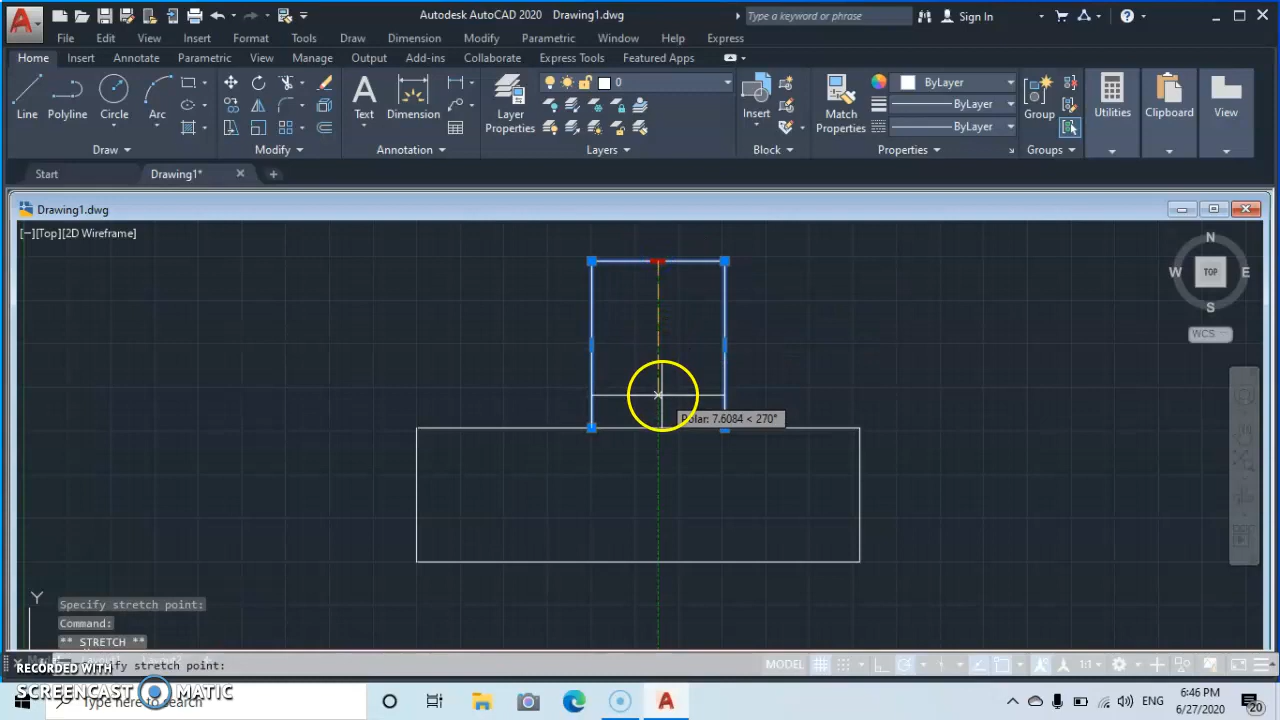 Autodesk AutoCAD 2020 Drawing1.dwg
Type a keyword or phrase
Sign In
File Edit View Insert Format Tools Draw Dimension Modify Parametric Window Help Express
Home Insert Annotate Parametric View Manage Output Add-ins Collaborate Express Tools Featured Apps
0
ByLayer
ByLayer
ByLayer
Line Polyline Circle Arc
Text Dimension
Layer Properties
Insert
Match Properties
Group
Utilities Clipboard View
Draw Modify Annotation Layers Block Properties Groups
Start Drawing1*
Drawing1.dwg
[−][Top][2D Wireframe]
N
W TOP E
S
WCS
Polar: 7.6084 < 270°
Y
Specify stretch point:
Command:
** STRETCH **
RECORDED WITH
ify stretch point:
MODEL
1:1
SCREENCAST MATIC
Type here to search
ENG
6:46 PM
6/27/2020
20